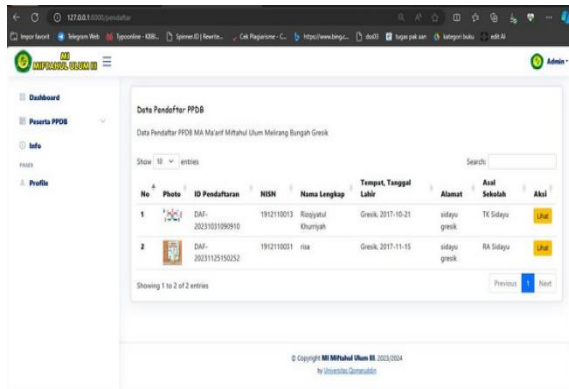 127.0.0.1:8000/pendaftar
Impor favorit Telegram Web Typoonline - KBBI... Spinner.ID | Rewrite... Cek Plagiarisme - C... https://www.bing.c... dss03 tugas pak aan kategori buku edit AI
MI
MIFTAHUL ULUM III
Admin
Dashboard
Peserta PPDB
Info
PAGES
Profile
Data Pendaftar PPDB
Data Pendaftar PPDB MA Ma'arif Miftahul Ulum Melirang Bungah Gresik
Show 10 entries
Search:
No Photo ID Pendaftaran NISN Nama Lengkap Tempat, Tanggal Lahir Alamat Asal Sekolah Aksi
1 DAF-20231031090910 1912110013 Rizqiyatul Khurriyah Gresik, 2017-10-21 sidayu gresik TK Sidayu Lihat
2 DAF-20231125150252 1912110031 risa Gresik, 2017-11-15 sidayu gresik RA Sidayu Lihat
Showing 1 to 2 of 2 entries
Previous 1 Next
© Copyright MI Miftahul Ulum III. 2023/2024
by Universitas Qomaruddin